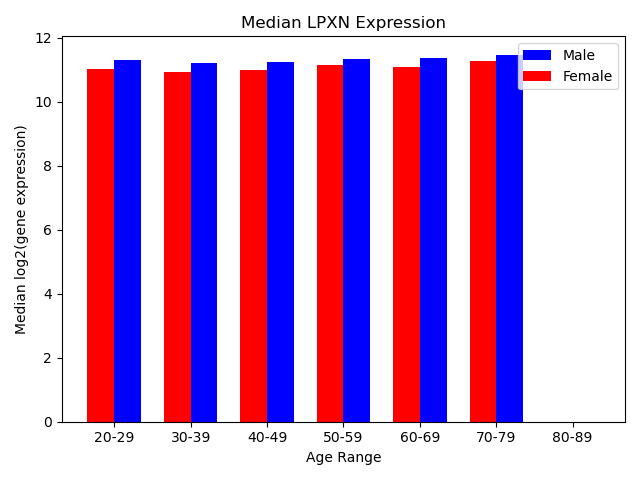 Median LPXN Expression
Male
Female
Median log2(gene expression)
12
10
8
6
4
2
0
20-29 30-39 40-49 50-59 60-69 70-79 80-89
Age Range